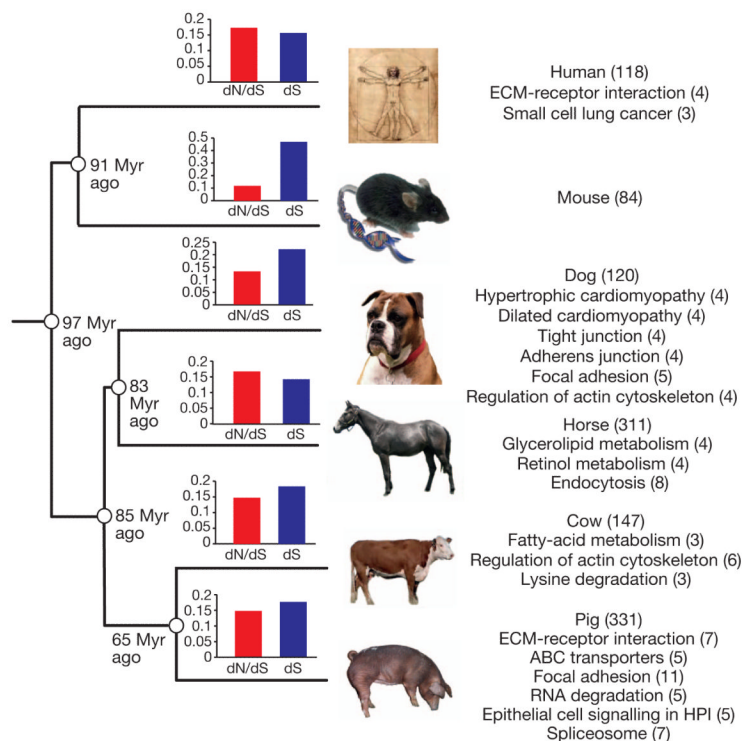 0.2
0.15
0.1
0.05
0
dN/dS dS
Human (118)
ECM-receptor interaction (4)
Small cell lung cancer (3)
91 Myr
ago
0.5
0.4
0.3
0.2
0.1
0
dN/dS dS
Mouse (84)
0.25
0.2
0.15
0.1
0.05
0
dN/dS dS
Dog (120)
Hypertrophic cardiomyopathy (4)
Dilated cardiomyopathy (4)
Tight junction (4)
Adherens junction (4)
Focal adhesion (5)
Regulation of actin cytoskeleton (4)
97 Myr
ago
83
Myr
ago
0.2
0.15
0.1
0.05
0
dN/dS dS
Horse (311)
Glycerolipid metabolism (4)
Retinol metabolism (4)
Endocytosis (8)
85 Myr
ago
0.2
0.15
0.1
0.05
0
dN/dS dS
Cow (147)
Fatty-acid metabolism (3)
Regulation of actin cytoskeleton (6)
Lysine degradation (3)
65 Myr
ago
0.2
0.15
0.1
0.05
0
dN/dS dS
Pig (331)
ECM-receptor interaction (7)
ABC transporters (5)
Focal adhesion (11)
RNA degradation (5)
Epithelial cell signalling in HPI (5)
Spliceosome (7)